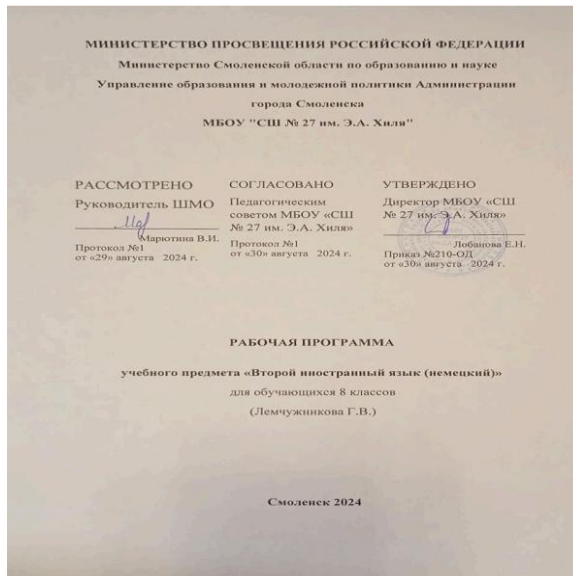 МИНИСТЕРСТВО ПРОСВЕЩЕНИЯ РОССИЙСКОЙ ФЕДЕРАЦИИ
Министерство Смоленской области по образованию и науке
Управление образования и молодежной политики Администрации
города Смоленска
МБОУ "СШ № 27 им. Э.А. Хиля"
РАССМОТРЕНО
Руководитель ШМО
Марютина В.И.
Протокол №1
от «29» августа 2024 г.
СОГЛАСОВАНО
Педагогическим
советом МБОУ «СШ
№ 27 им. Э.А. Хиля»
Протокол №1
от «30» августа 2024 г.
УТВЕРЖДЕНО
Директор МБОУ «СШ
№ 27 им. Э.А. Хиля»
Лобанова Е.Н.
Приказ №210-ОД
от «30» августа 2024 г.
РАБОЧАЯ ПРОГРАММА
учебного предмета «Второй иностранный язык (немецкий)»
для обучающихся 8 классов
(Лемчужникова Г.В.)
Смоленск 2024